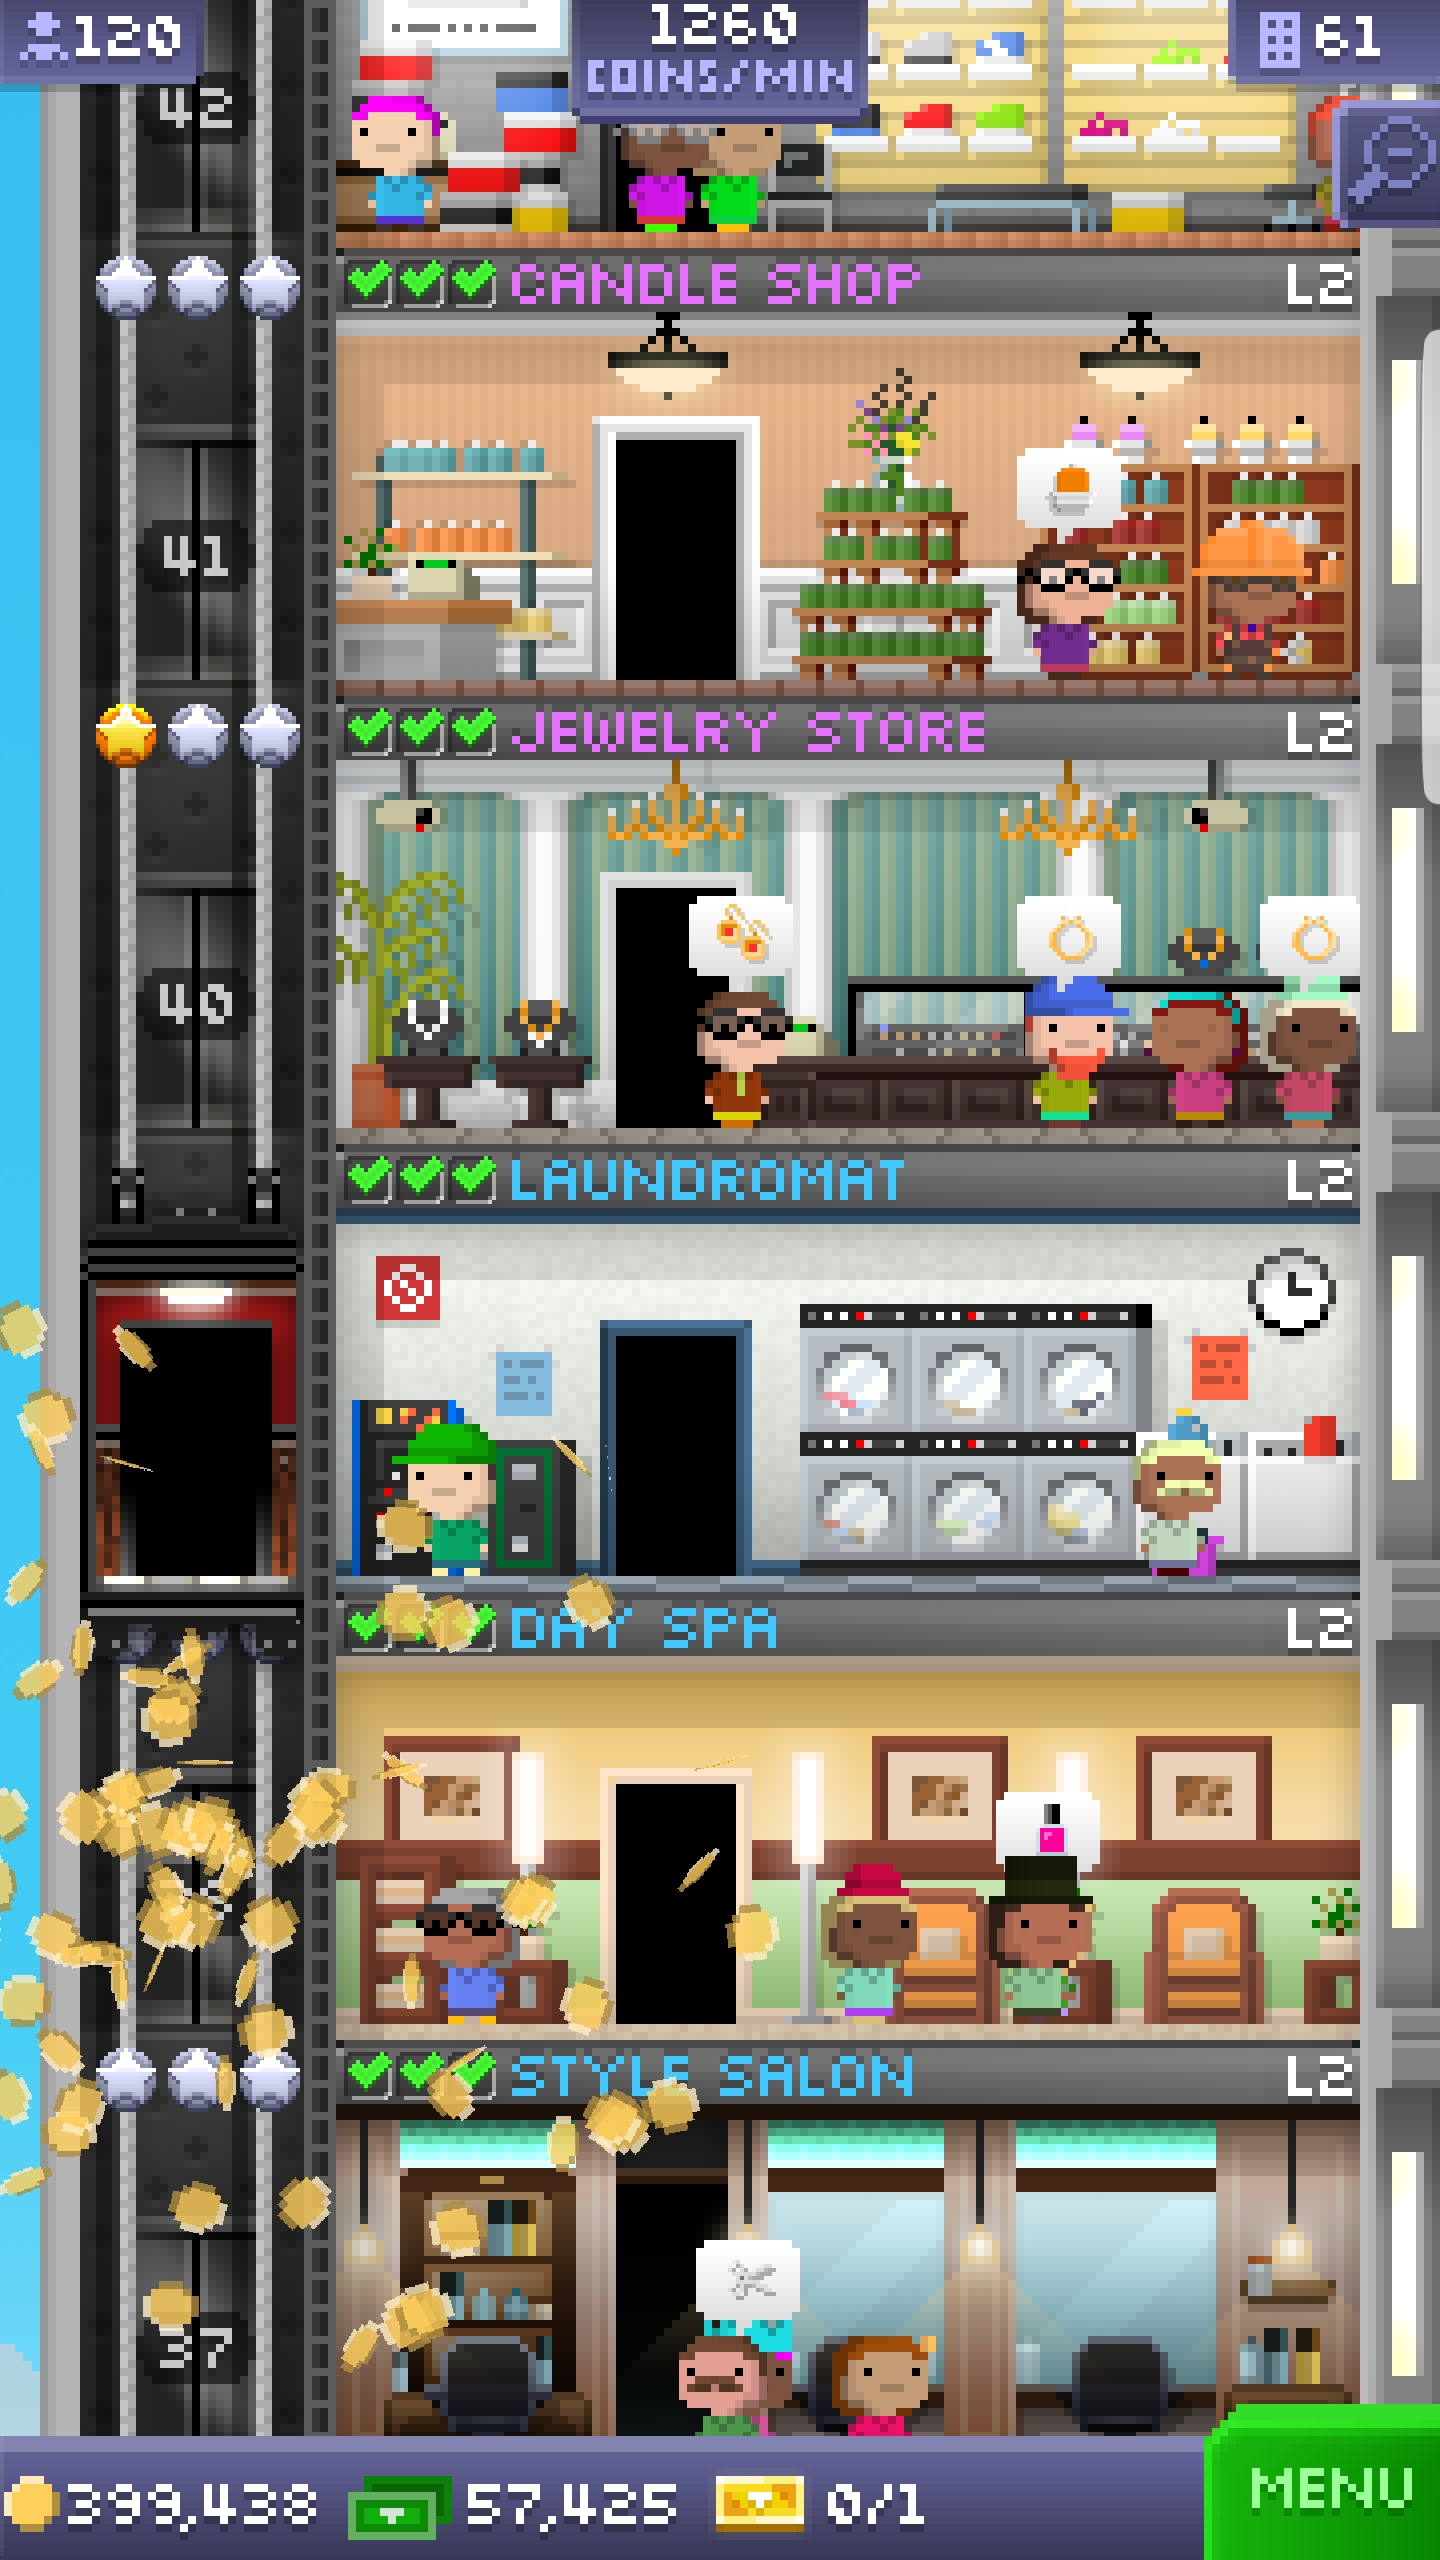 120
1260
COINS/MIN
61
42
CANDLE SHOP L2
41
JEWELRY STORE L2
40
LAUNDROMAT L2
DAY SPA L2
STYLE SALON L2
37
399,438 57,425 0/1
MENU